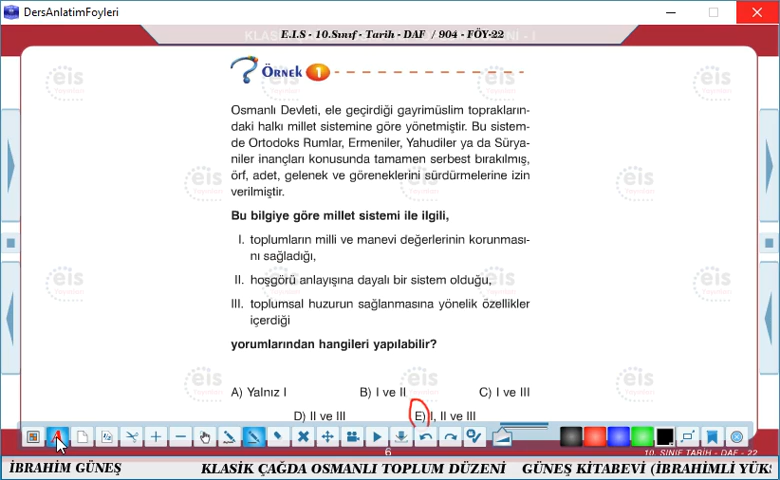 DersAnlatimFoyleri
E.I.S - 10.Sınıf - Tarih - DAF / 904 - FÖY-22
ÖRNEK 1
Osmanlı Devleti, ele geçirdiği gayrimüslim toprakların-
daki halkı millet sistemine göre yönetmiştir. Bu sistem-
de Ortodoks Rumlar, Ermeniler, Yahudiler ya da Sürya-
niler inançları konusunda tamamen serbest bırakılmış,
örf, adet, gelenek ve göreneklerini sürdürmelerine izin
verilmiştir.
Bu bilgiye göre millet sistemi ile ilgili,
I. toplumların milli ve manevi değerlerinin korunması-
nı sağladığı,
II. hoşgörü anlayışına dayalı bir sistem olduğu,
III. toplumsal huzurun sağlanmasına yönelik özellikler
içerdiği
yorumlarından hangileri yapılabilir?
A) Yalnız I B) I ve II C) I ve III
D) II ve III E) I, II ve III
6 10. SINIF TARİH - DAF - 22
İBRAHİM GÜNEŞ KLASİK ÇAĞDA OSMANLI TOPLUM DÜZENİ GÜNEŞ KİTABEVİ (İBRAHİMLİ YÜKS